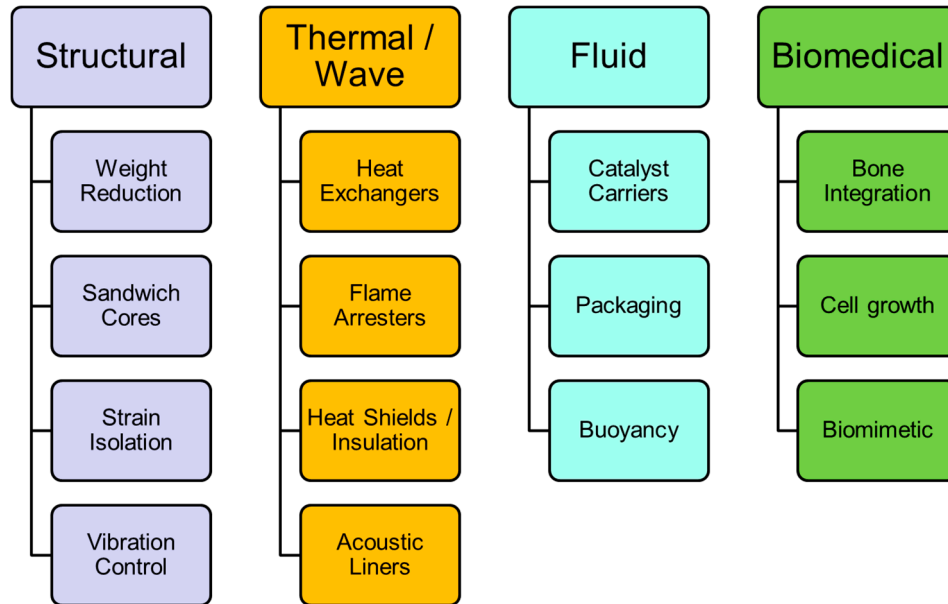 Structural
Weight
Reduction
Sandwich
Cores
Strain
Isolation
Vibration
Control
Thermal /
Wave
Heat
Exchangers
Flame
Arresters
Heat Shields /
Insulation
Acoustic
Liners
Fluid
Catalyst
Carriers
Packaging
Buoyancy
Biomedical
Bone
Integration
Cell growth
Biomimetic